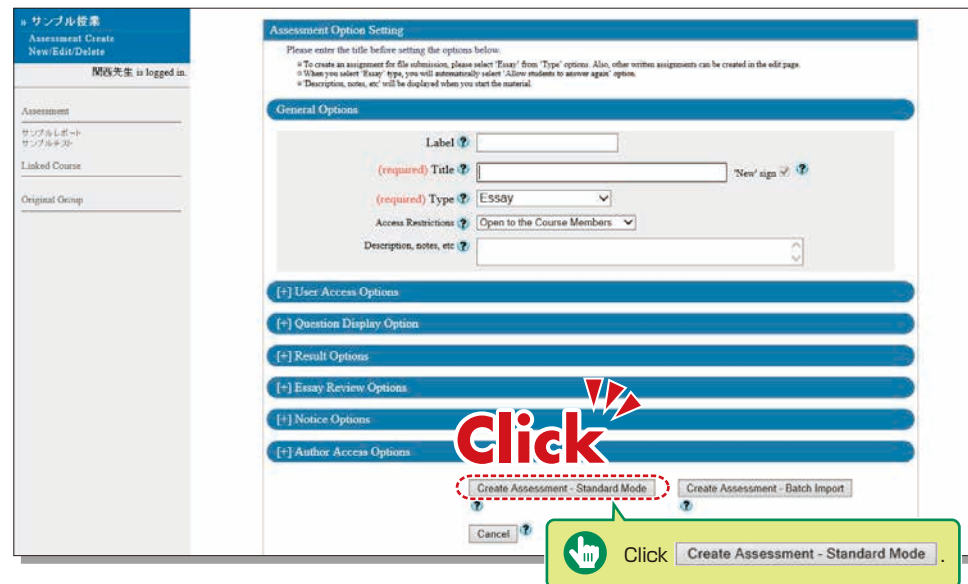 » サンプル授業
Assessment Create
New/Edit/Delete
関西先生 is logged in.
Assessment
サンプルレポート
サンプルテスト
Linked Course
Original Group
Assessment Option Setting
Please enter the title before setting the options below.
※To create an assignment for file submission, please select 'Essay' from 'Type' options. Also, other written assignments can be created in the edit page.
※When you select 'Essay' type, you will automatically select 'Allow students to answer again' option.
※'Description, notes, etc' will be displayed when you start the material.
General Options
Label ?
(required) Title ? 'New' sign ?
(required) Type ? Essay
Access Restrictions ? Open to the Course Members
Description, notes, etc ?
[+] User Access Options
[+] Question Display Option
[+] Result Options
[+] Essay Review Options
[+] Notice Options
[+] Author Access Options
Click
Create Assessment - Standard Mode ? Create Assessment - Batch Import ?
Cancel ?
Click Create Assessment - Standard Mode .